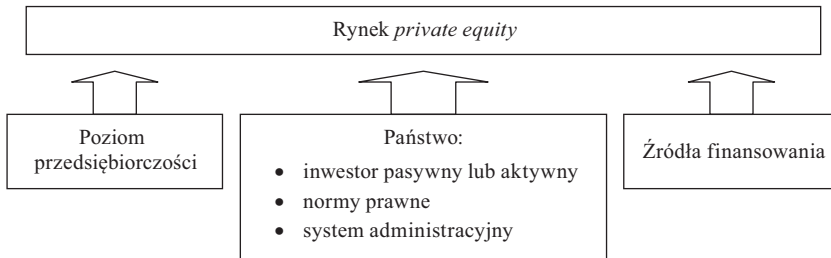 Rynek private equity
Poziom
przedsiębiorczości
Państwo:
• inwestor pasywny lub aktywny
• normy prawne
• system administracyjny
Źródła finansowania